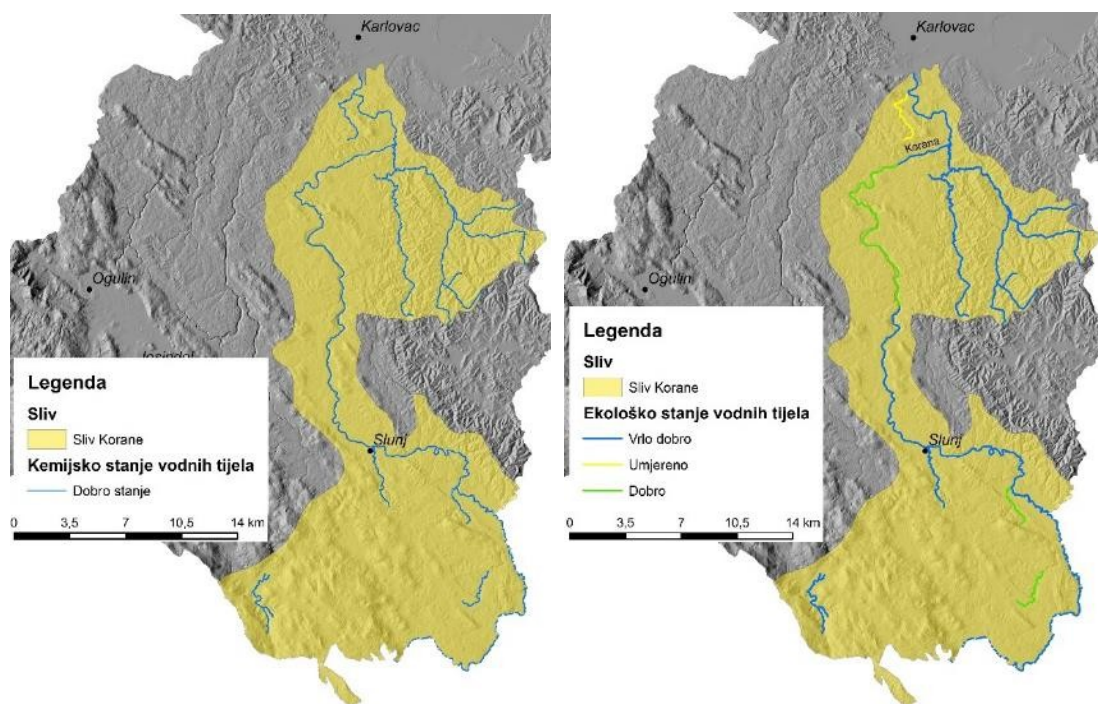 Karlovac
Ogulin
Josipdol
Slunj
Legenda
Sliv
Sliv Korane
Kemijsko stanje vodnih tijela
Dobro stanje
0 3,5 7 10,5 14 km
Karlovac
Korana
Ogulin
Slunj
Legenda
Sliv
Sliv Korane
Ekološko stanje vodnih tijela
Vrlo dobro
Umjereno
Dobro
0 3,5 7 10,5 14 km